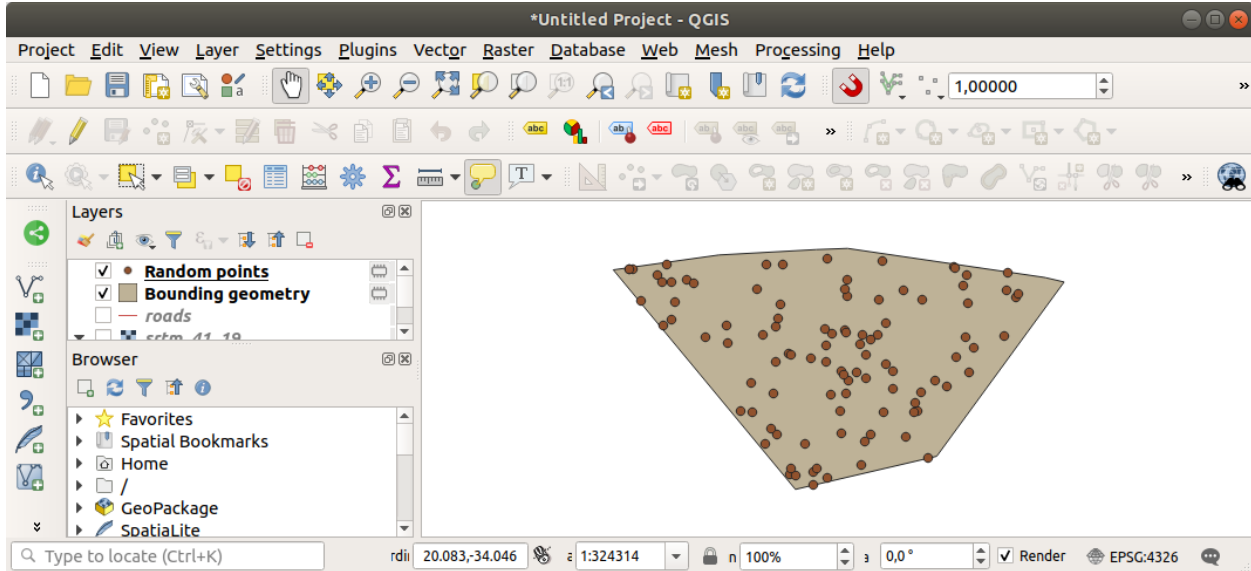 *Untitled Project - QGIS
Project Edit View Layer Settings Plugins Vector Raster Database Web Mesh Processing Help
1,00000
Layers
Random points
Bounding geometry
roads
srtm_41_19
Browser
Favorites
Spatial Bookmarks
Home
/
GeoPackage
SpatiaLite
Type to locate (Ctrl+K) rdi 20.083,-34.046 1:324314 n 100% 0,0 ° Render EPSG:4326